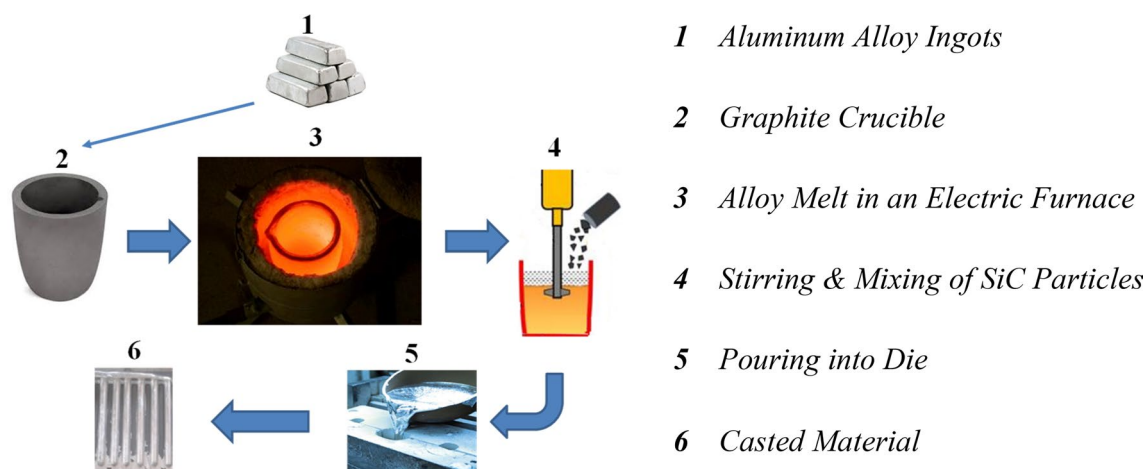 1
2
3
4
5
6
1 Aluminum Alloy Ingots
2 Graphite Crucible
3 Alloy Melt in an Electric Furnace
4 Stirring & Mixing of SiC Particles
5 Pouring into Die
6 Casted Material